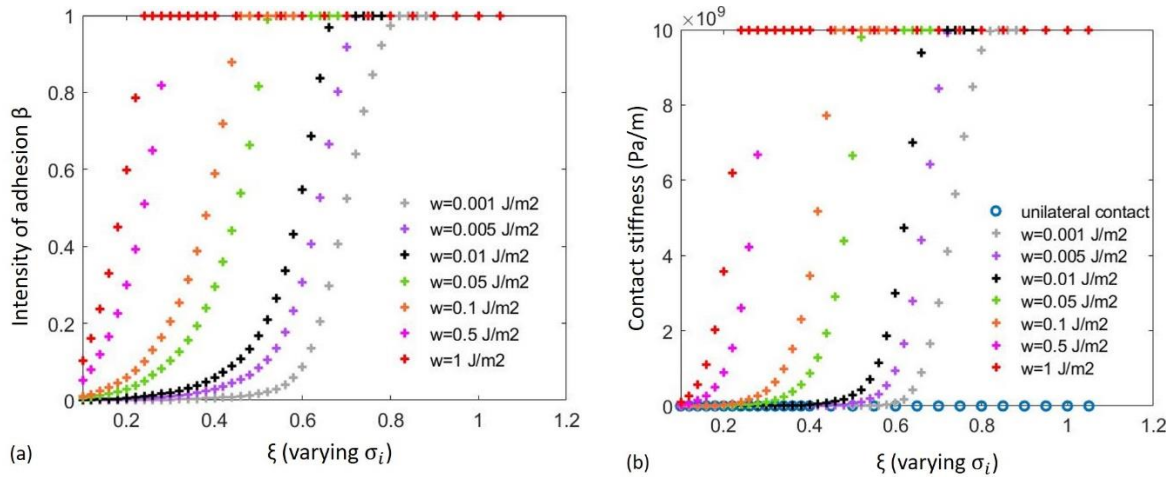 Intensity of adhesion β
1
0.8
0.6
0.4
0.2
0
0.2
0.4
0.6
0.8
1
1.2
w=0.001 J/m2
w=0.005 J/m2
w=0.01 J/m2
w=0.05 J/m2
w=0.1 J/m2
w=0.5 J/m2
w=1 J/m2
(a)
ξ (varying σᵢ)
×10⁹
Contact stiffness (Pa/m)
10
8
6
4
2
0
0.2
0.4
0.6
0.8
1
1.2
unilateral contact
w=0.001 J/m2
w=0.005 J/m2
w=0.01 J/m2
w=0.05 J/m2
w=0.1 J/m2
w=0.5 J/m2
w=1 J/m2
(b)
ξ (varying σᵢ)